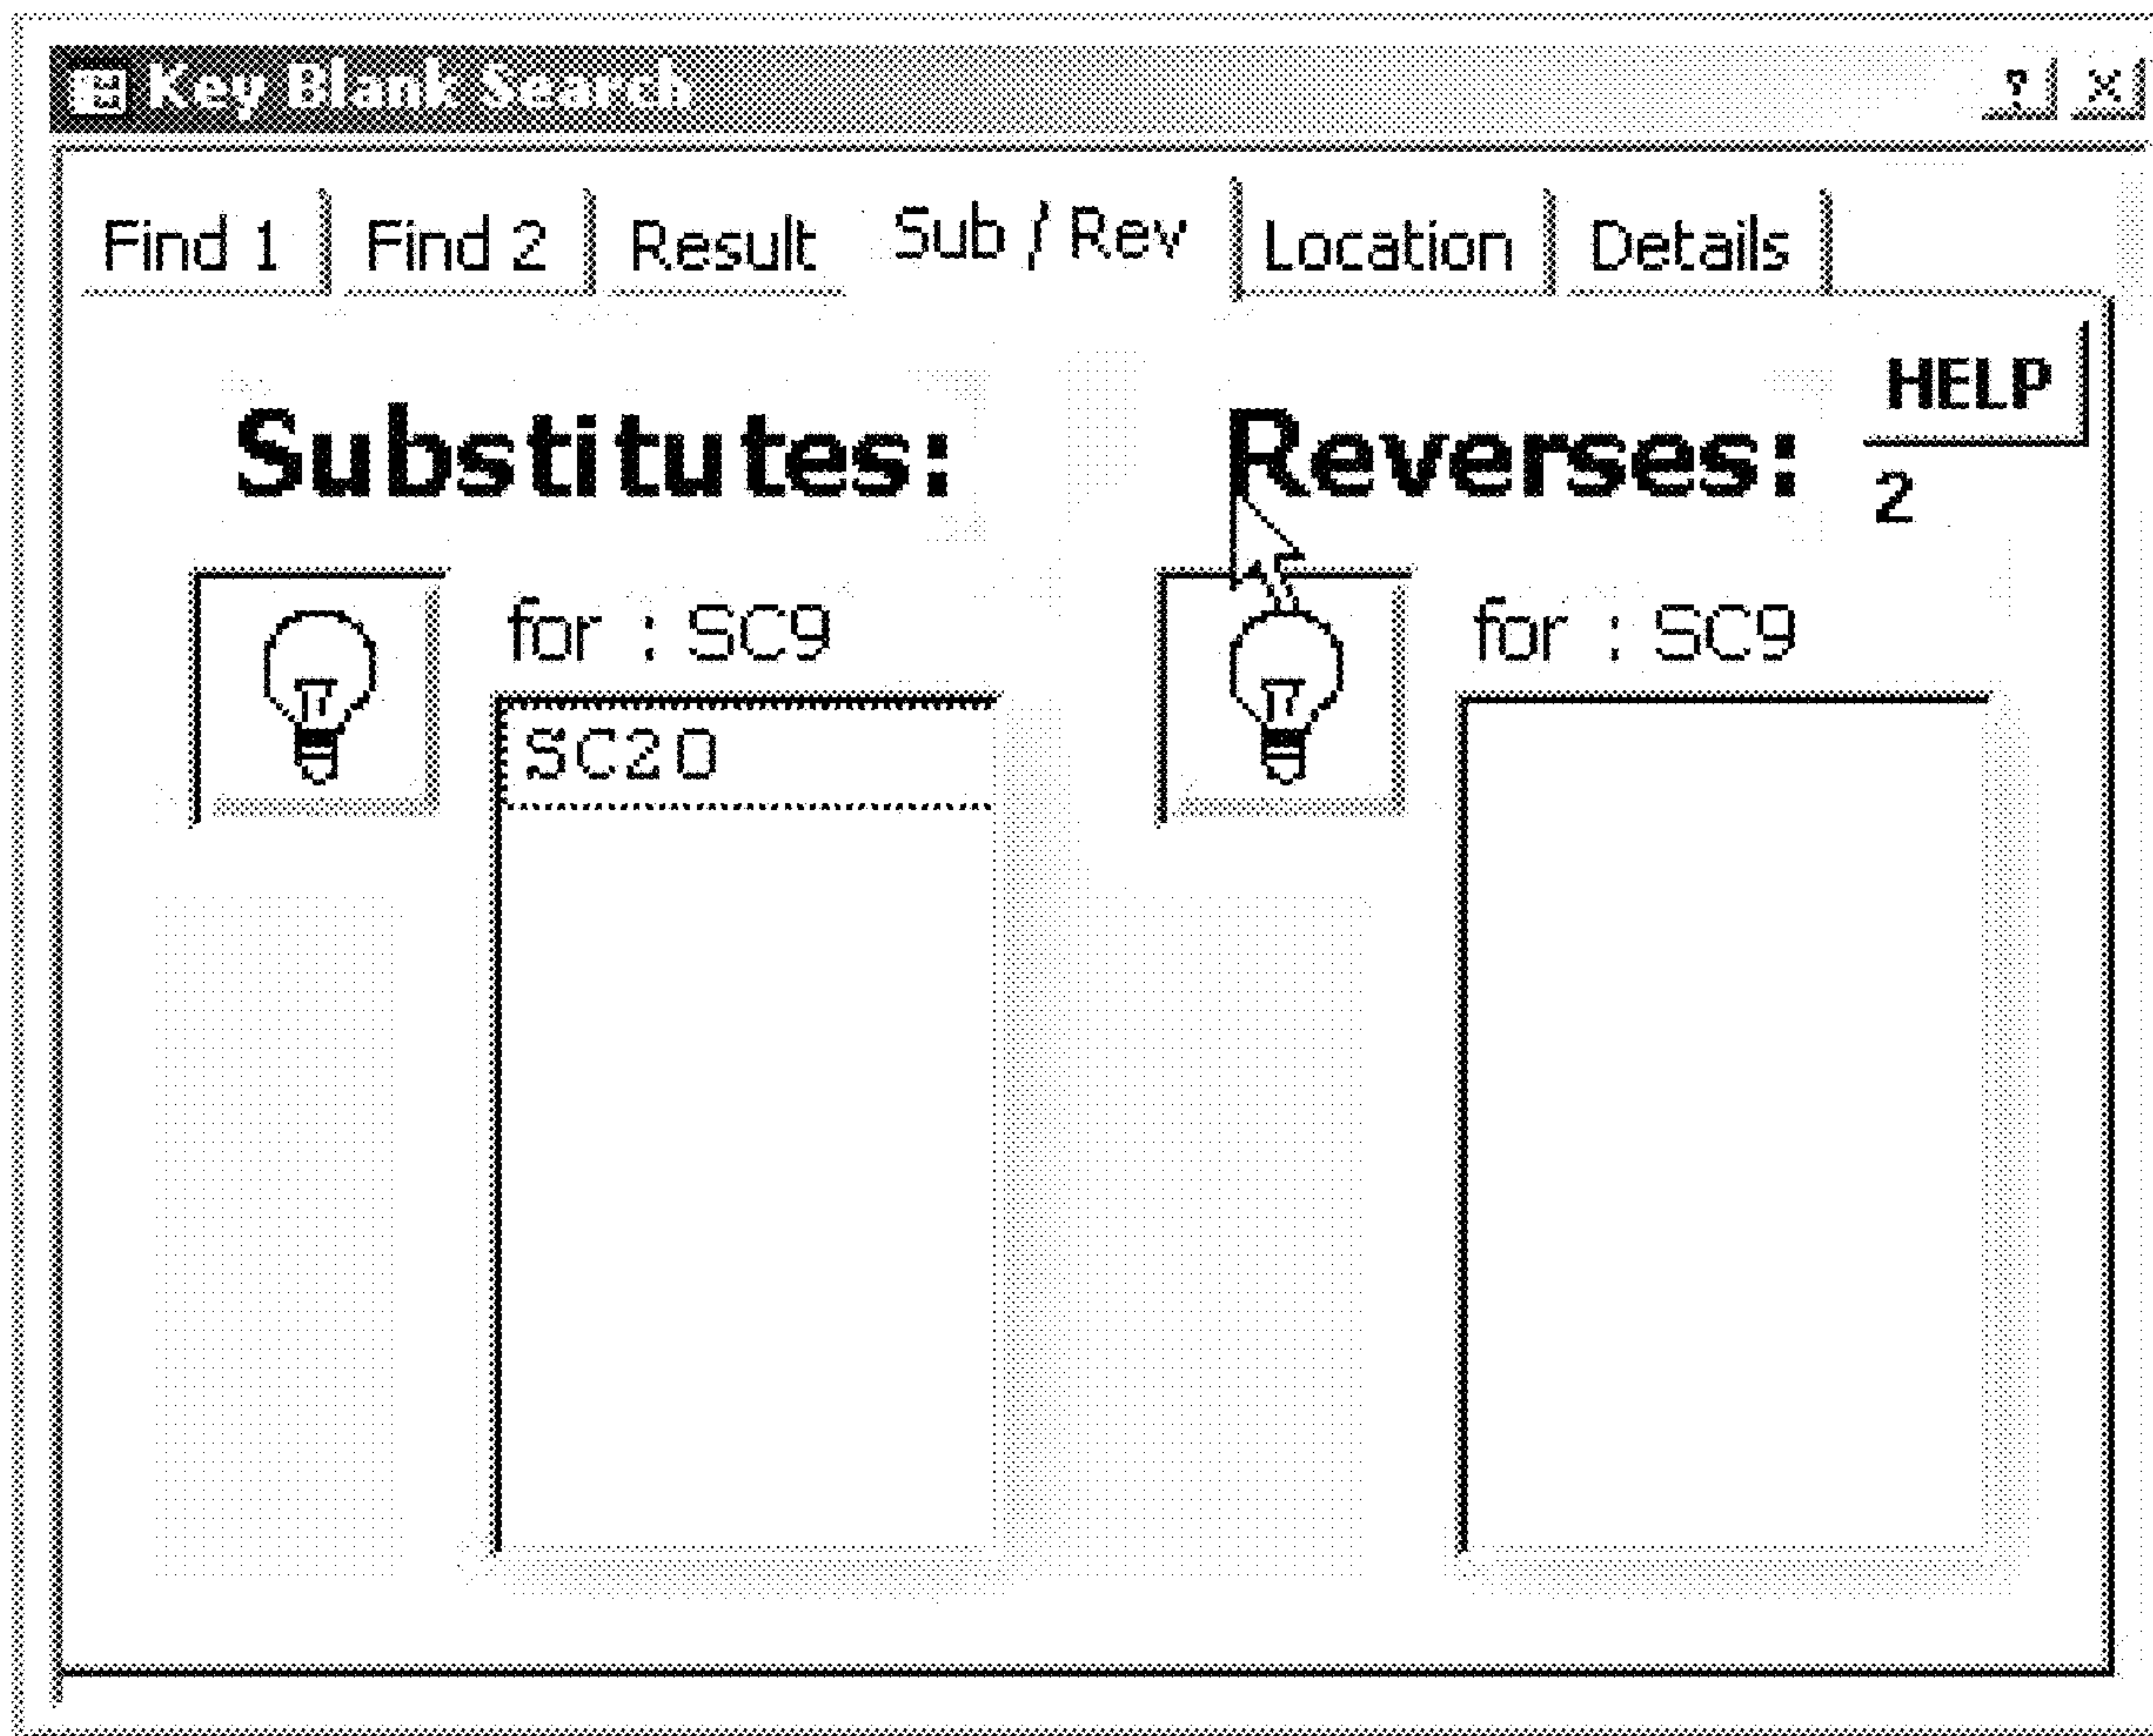 Key Blank Search
Find 1 Find 2 Result Sub / Rev Location Details
HELP
Substitutes: Reverses: 2
for : SC9 for : SC9
SC20